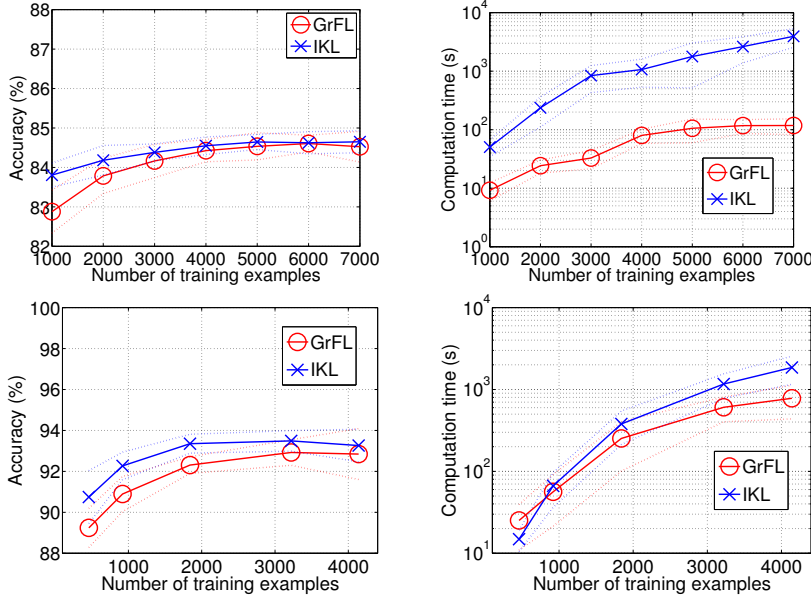 88
87
86
85
84
83
82
Accuracy (%)
GrFL
IKL
1000 2000 3000 4000 5000 6000 7000
Number of training examples
10^4
10^3
10^2
10^1
10^0
Computation time (s)
GrFL
IKL
1000 2000 3000 4000 5000 6000 7000
Number of training examples
100
98
96
94
92
90
88
Accuracy (%)
GrFL
IKL
1000 2000 3000 4000
Number of training examples
10^4
10^3
10^2
10^1
Computation time (s)
GrFL
IKL
1000 2000 3000 4000
Number of training examples